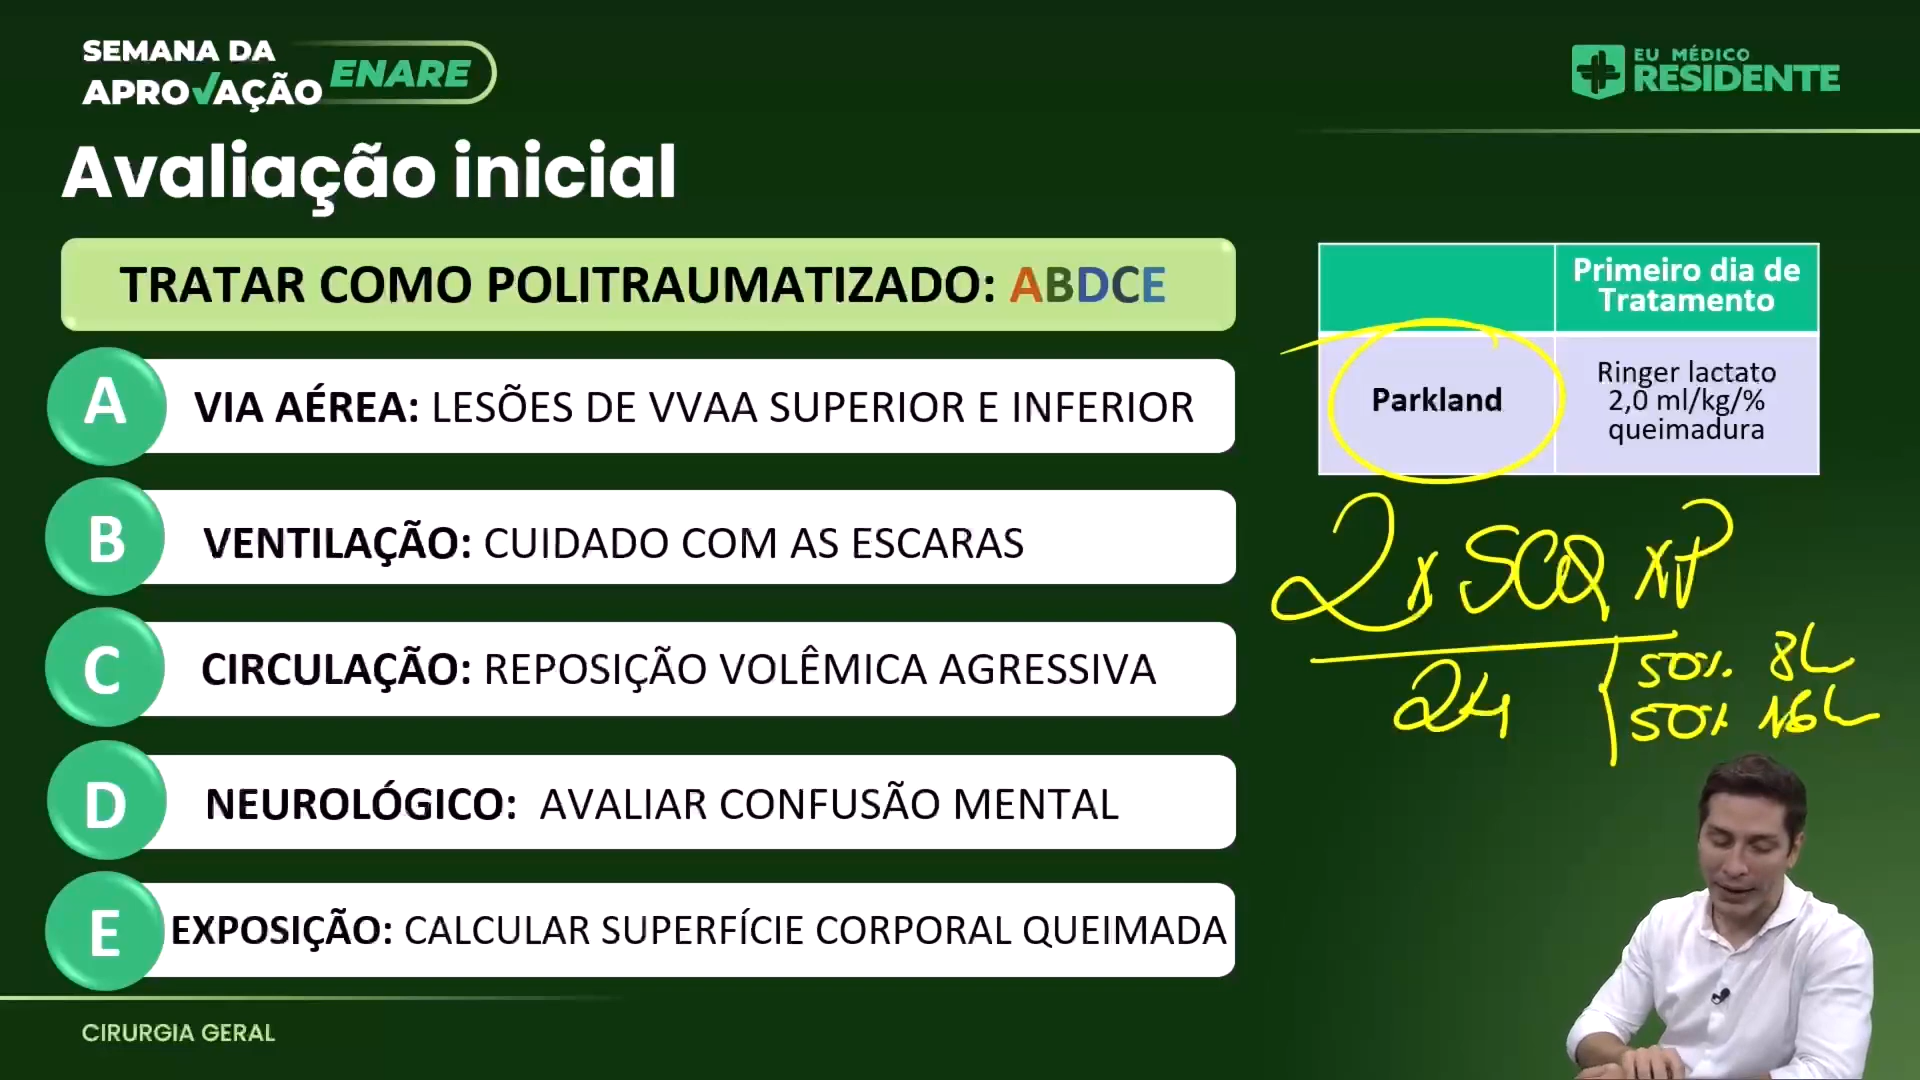 SEMANA DA
APROVAÇÃO ENARE
EU MÉDICO
RESIDENTE
Avaliação inicial
TRATAR COMO POLITRAUMATIZADO: ABDCE
A VIA AÉREA: LESÕES DE VVAA SUPERIOR E INFERIOR
B VENTILAÇÃO: CUIDADO COM AS ESCARAS
C CIRCULAÇÃO: REPOSIÇÃO VOLÊMICA AGRESSIVA
D NEUROLÓGICO: AVALIAR CONFUSÃO MENTAL
E EXPOSIÇÃO: CALCULAR SUPERFÍCIE CORPORAL QUEIMADA
Primeiro dia de
Tratamento
Parkland
Ringer lactato
2,0 ml/kg/%
queimadura
2 x SCQ x P
24
50% 8h
50% 16h
CIRURGIA GERAL